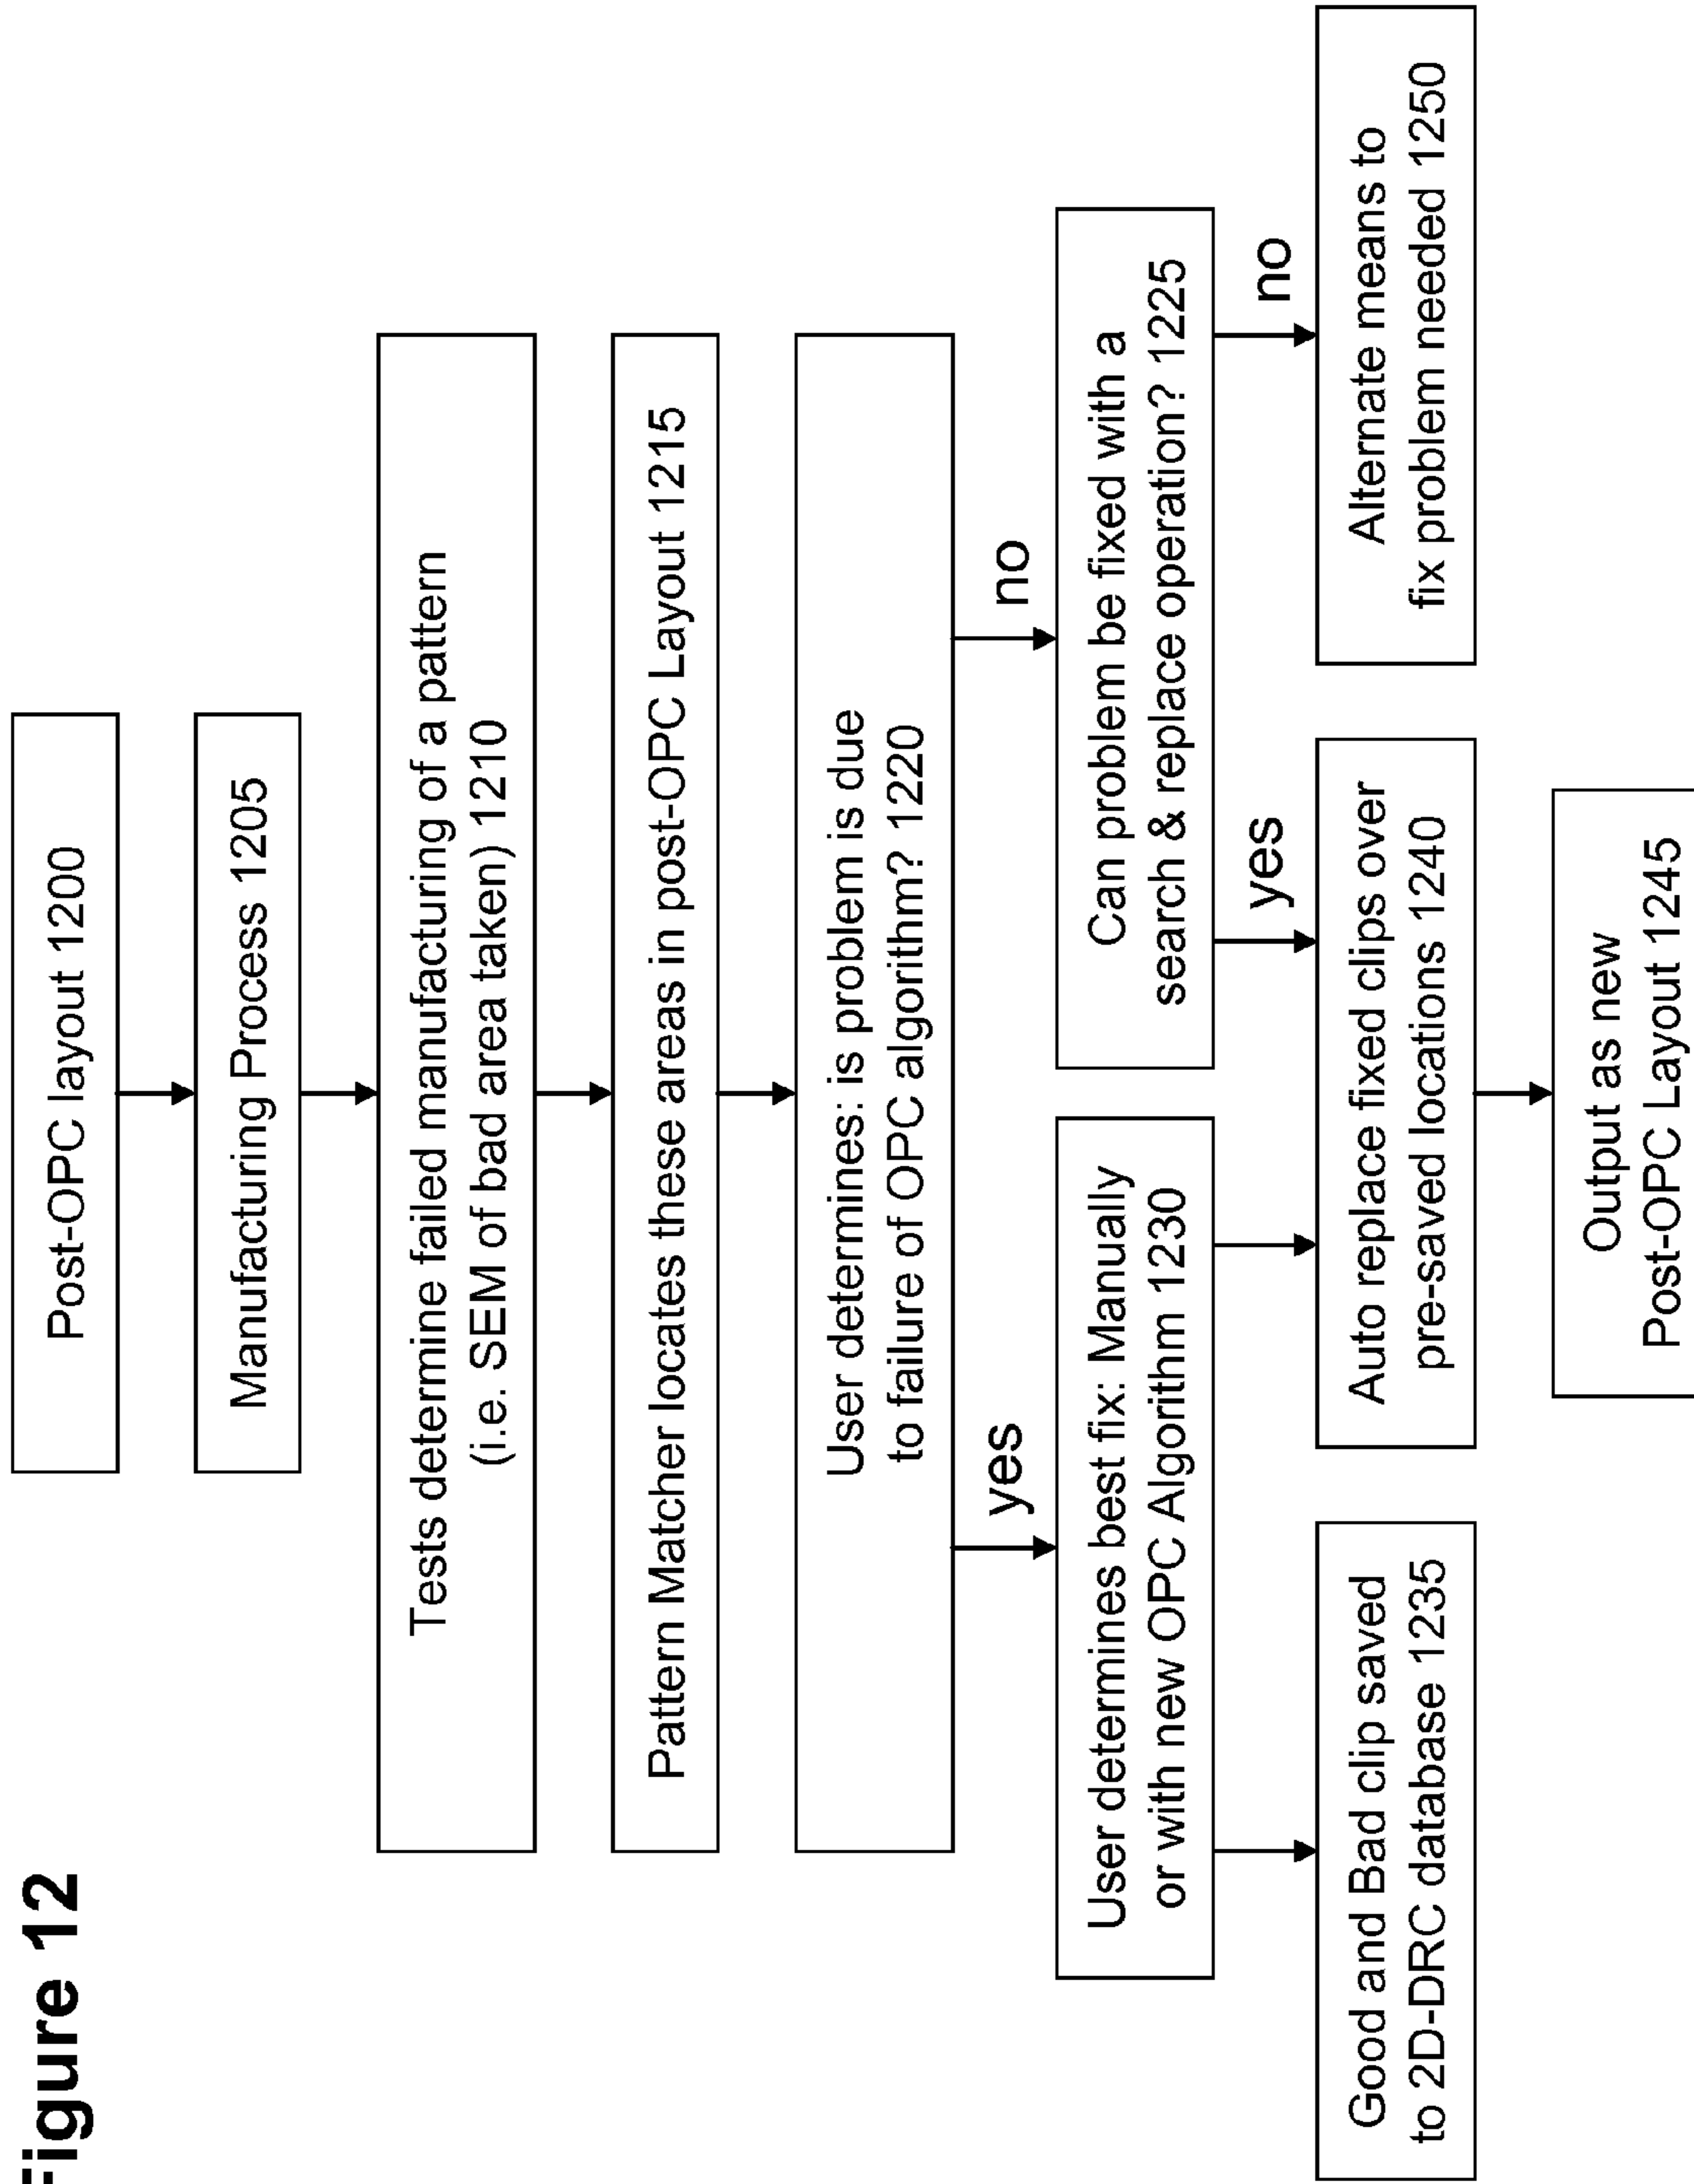 Figure 12
Post-OPC layout 1200
Manufacturing Process 1205
Tests determine failed manufacturing of a pattern
(i.e. SEM of bad area taken) 1210
Pattern Matcher locates these areas in post-OPC Layout 1215
User determines: is problem is due
to failure of OPC algorithm? 1220
yes
no
User determines best fix: Manually
or with new OPC Algorithm 1230
Can problem be fixed with a
search & replace operation? 1225
yes
no
Good and Bad clip saved
to 2D-DRC database 1235
Auto replace fixed clips over
pre-saved locations 1240
Alternate means to
fix problem needed 1250
Output as new
Post-OPC Layout 1245